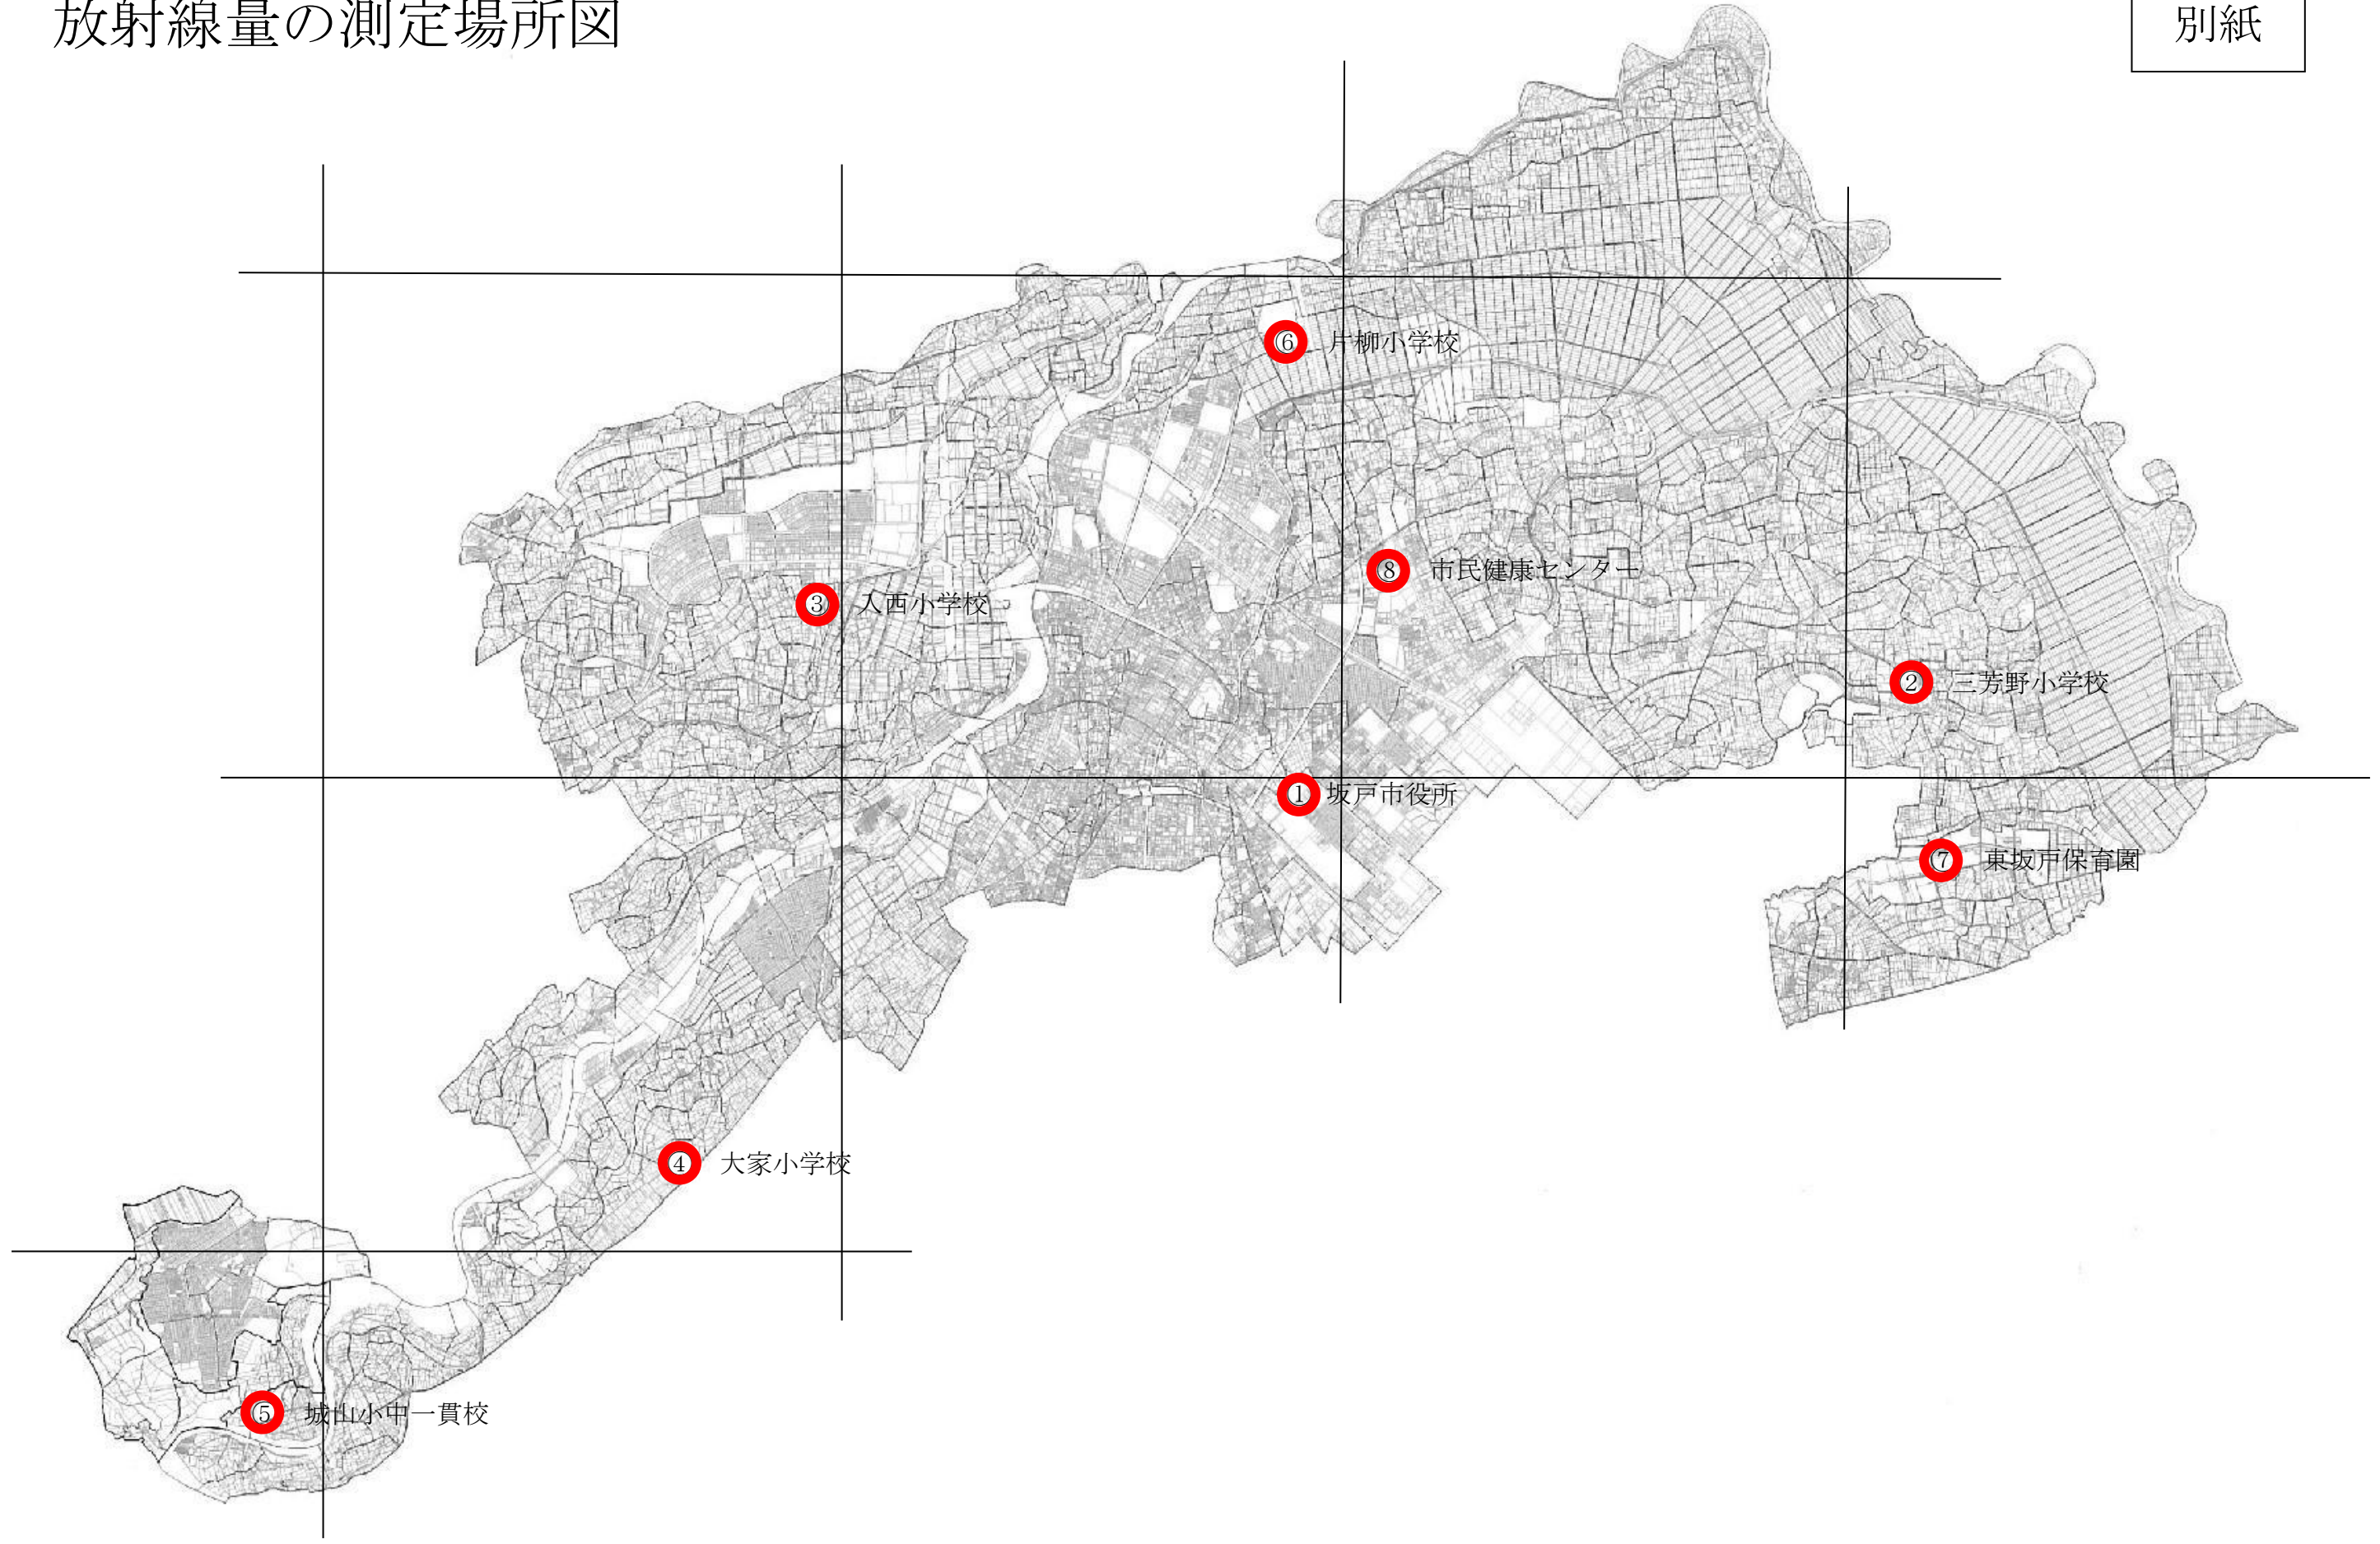 放射線量の測定場所図
別紙
⑥ 片柳小学校
⑧ 市民健康センター
③ 入西小学校
② 三芳野小学校
① 坂戸市役所
⑦ 東坂戸保育園
④ 大家小学校
⑤ 城山小中一貫校